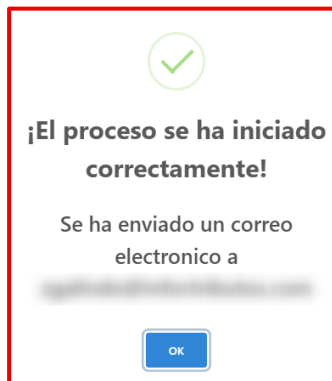 ¡El proceso se ha iniciado
correctamente!
Se ha enviado un correo
electronico a
OK